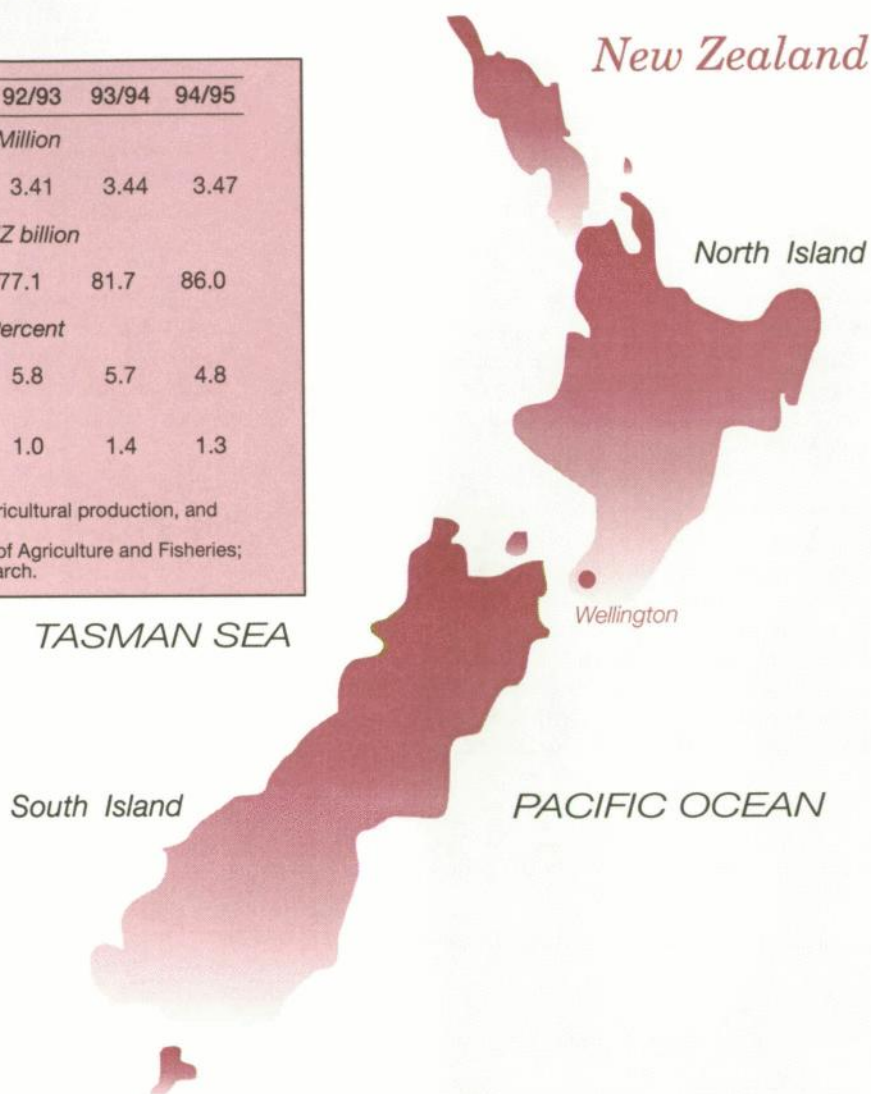 New Zealand
92/93 93/94 94/95
Million
3.41 3.44 3.47
Z billion
77.1 81.7 86.0
Percent
5.8 5.7 4.8
1.0 1.4 1.3
ricultural production, and
of Agriculture and Fisheries;
arch.
North Island
Wellington
TASMAN SEA
South Island
PACIFIC OCEAN